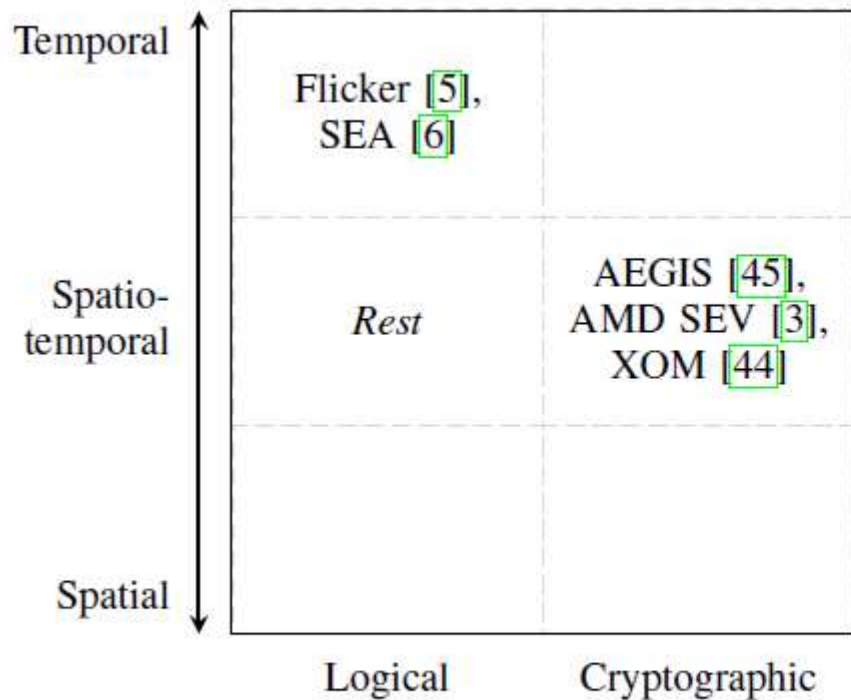 Temporal
Flicker [5],
SEA [6]
Spatio-
temporal
Rest
AEGIS [45],
AMD SEV [3],
XOM [44]
Spatial
Logical
Cryptographic